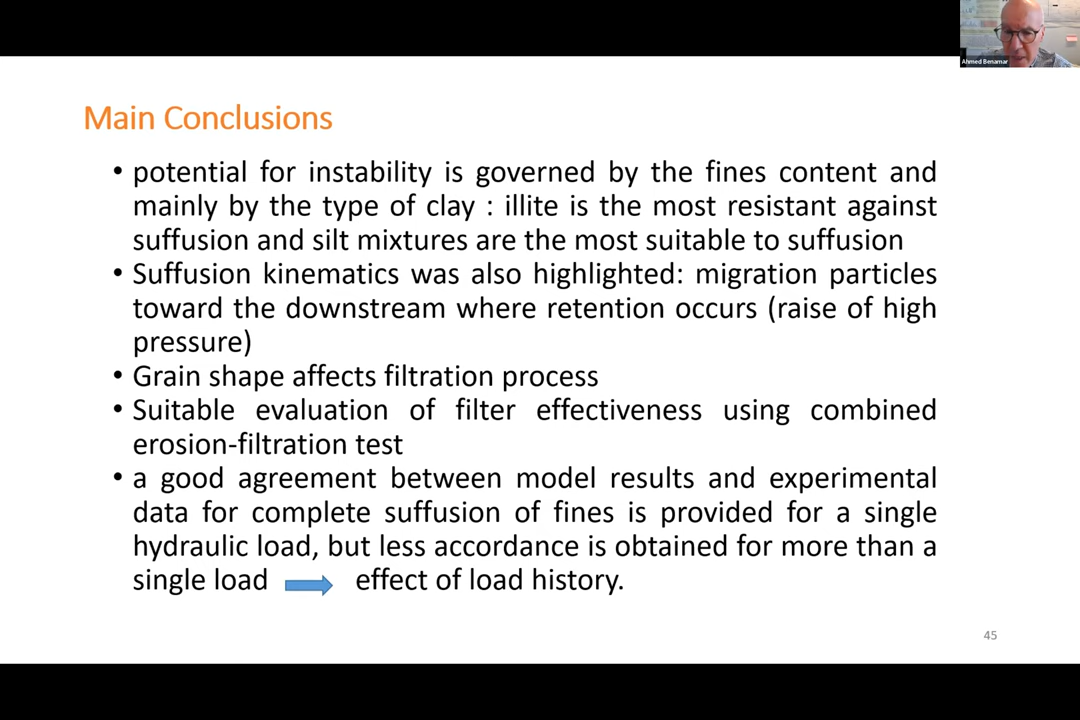 Ahmed Benamar
Main Conclusions
• potential for instability is governed by the fines content and
mainly by the type of clay : illite is the most resistant against
suffusion and silt mixtures are the most suitable to suffusion
• Suffusion kinematics was also highlighted: migration particles
toward the downstream where retention occurs (raise of high
pressure)
• Grain shape affects filtration process
• Suitable evaluation of filter effectiveness using combined
erosion-filtration test
• a good agreement between model results and experimental
data for complete suffusion of fines is provided for a single
hydraulic load, but less accordance is obtained for more than a
single load effect of load history.
45